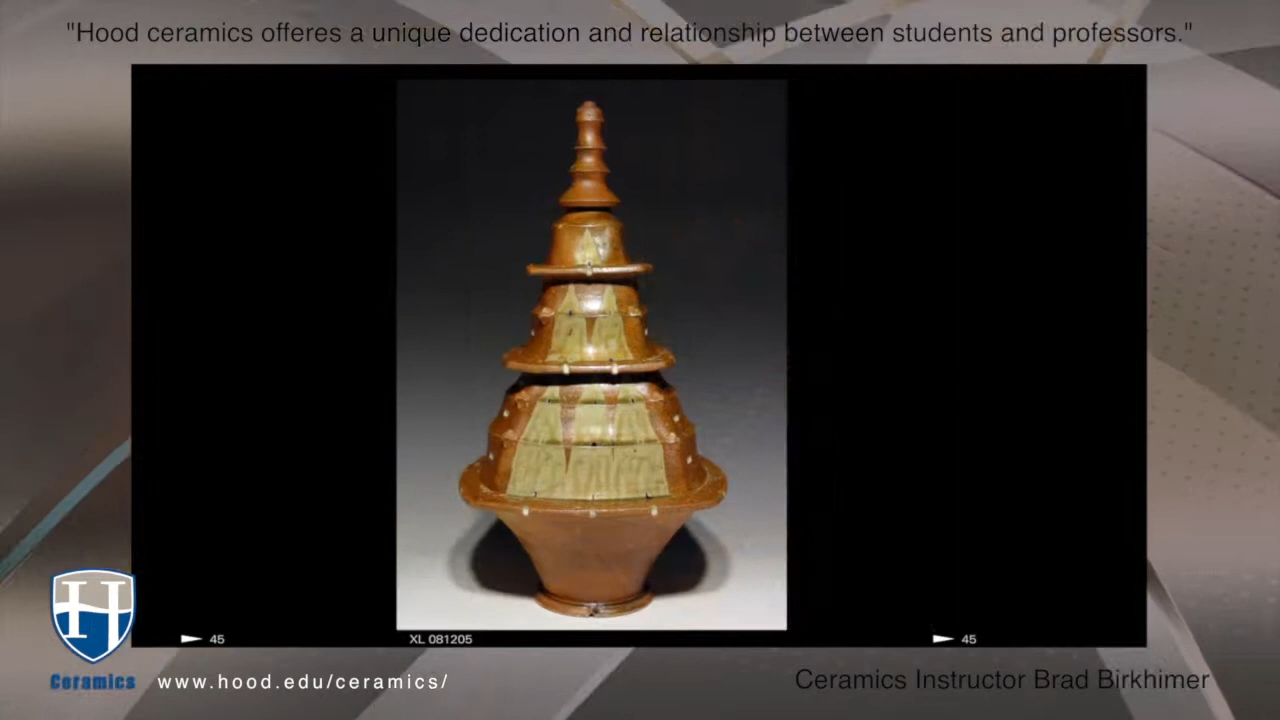 "Hood ceramics offeres a unique dedication and relationship between students and professors."
45
XL 081205
45
H
Ceramics
www.hood.edu/ceramics/
Ceramics Instructor Brad Birkhimer